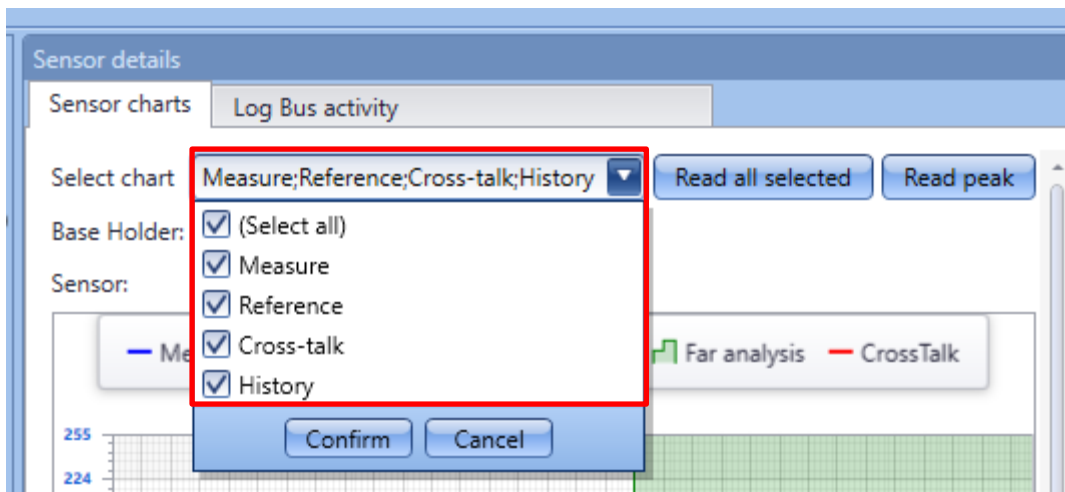 Sensor details
Sensor charts Log Bus activity
Select chart Measure;Reference;Cross-talk;History Read all selected Read peak
Base Holder: (Select all)
Measure
Sensor:
Reference
Cross-talk
Far analysis CrossTalk
History
Confirm Cancel
255
224